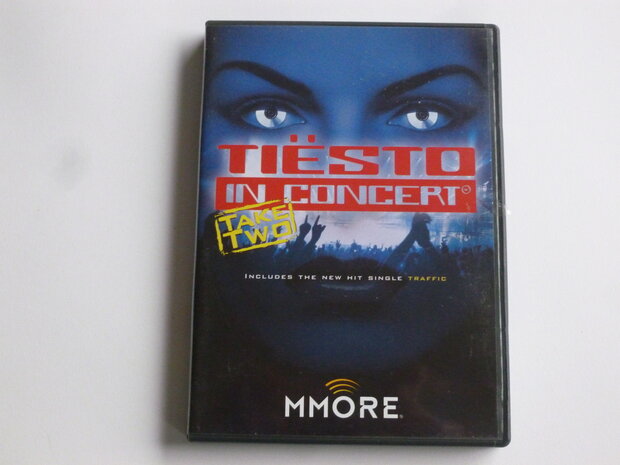 TIËSTO
IN CONCERT
TAKE
TWO
INCLUDES THE NEW HIT SINGLE TRAFFIC
MMORE